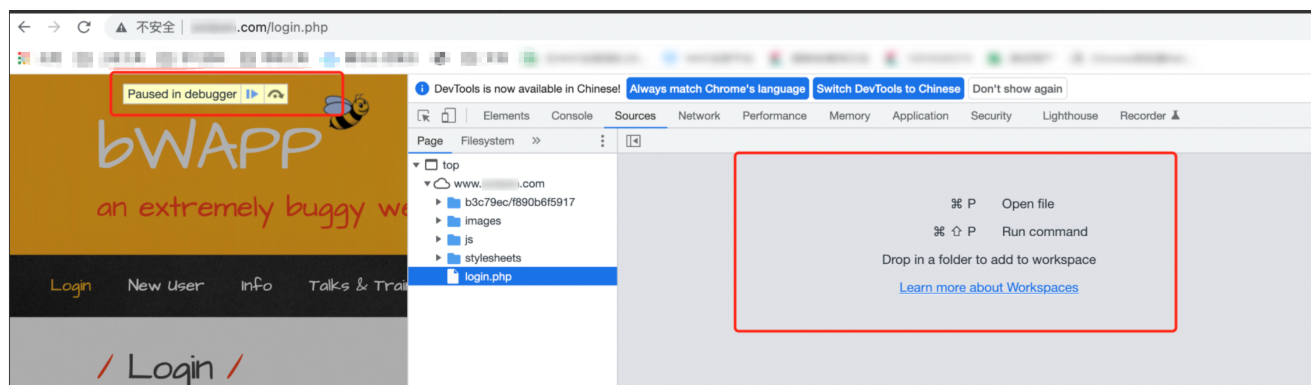 不安全 | .com/login.php
Paused in debugger
bWAPP
an extremely buggy we
Login New User Info Talks & Trai
/ Login /
DevTools is now available in Chinese! Always match Chrome's language Switch DevTools to Chinese Don't show again
Elements Console Sources Network Performance Memory Application Security Lighthouse Recorder
Page Filesystem »
top
www. .com
b3c79ec/f890b6f5917
images
js
stylesheets
login.php
⌘ P Open file
⌘ ⇧ P Run command
Drop in a folder to add to workspace
Learn more about Workspaces